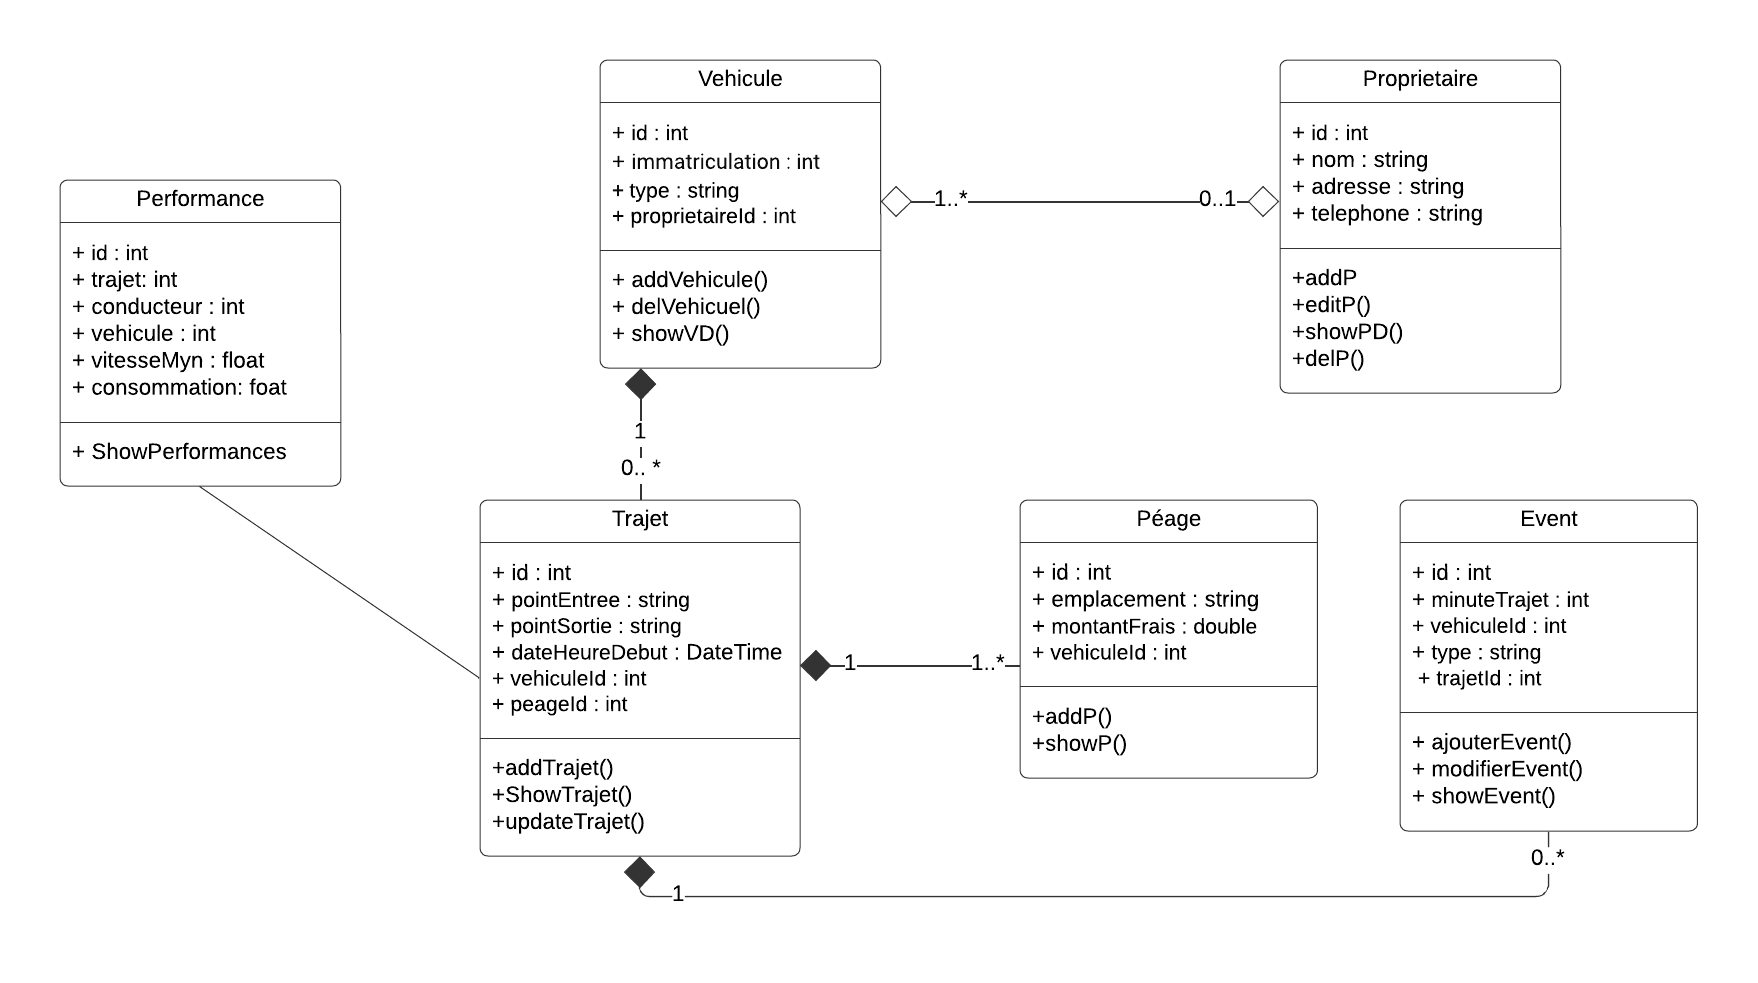 Vehicule
+ id : int
+ immatriculation : int
+ type : string
+ proprietaireId : int
+ addVehicule()
+ delVehicuel()
+ showVD()
1..*
0..1
Proprietaire
+ id : int
+ nom : string
+ adresse : string
+ telephone : string
+addP
+editP()
+showPD()
+delP()
Performance
+ id : int
+ trajet: int
+ conducteur : int
+ vehicule : int
+ vitesseMyn : float
+ consommation: foat
+ ShowPerformances
1
0.. *
Trajet
+ id : int
+ pointEntree : string
+ pointSortie : string
+ dateHeureDebut : DateTime
+ vehiculeId : int
+ peageId : int
+addTrajet()
+ShowTrajet()
+updateTrajet()
1
1..*
Péage
+ id : int
+ emplacement : string
+ montantFrais : double
+ vehiculeId : int
+addP()
+showP()
Event
+ id : int
+ minuteTrajet : int
+ vehiculeId : int
+ type : string
+ trajetId : int
+ ajouterEvent()
+ modifierEvent()
+ showEvent()
0..*
1